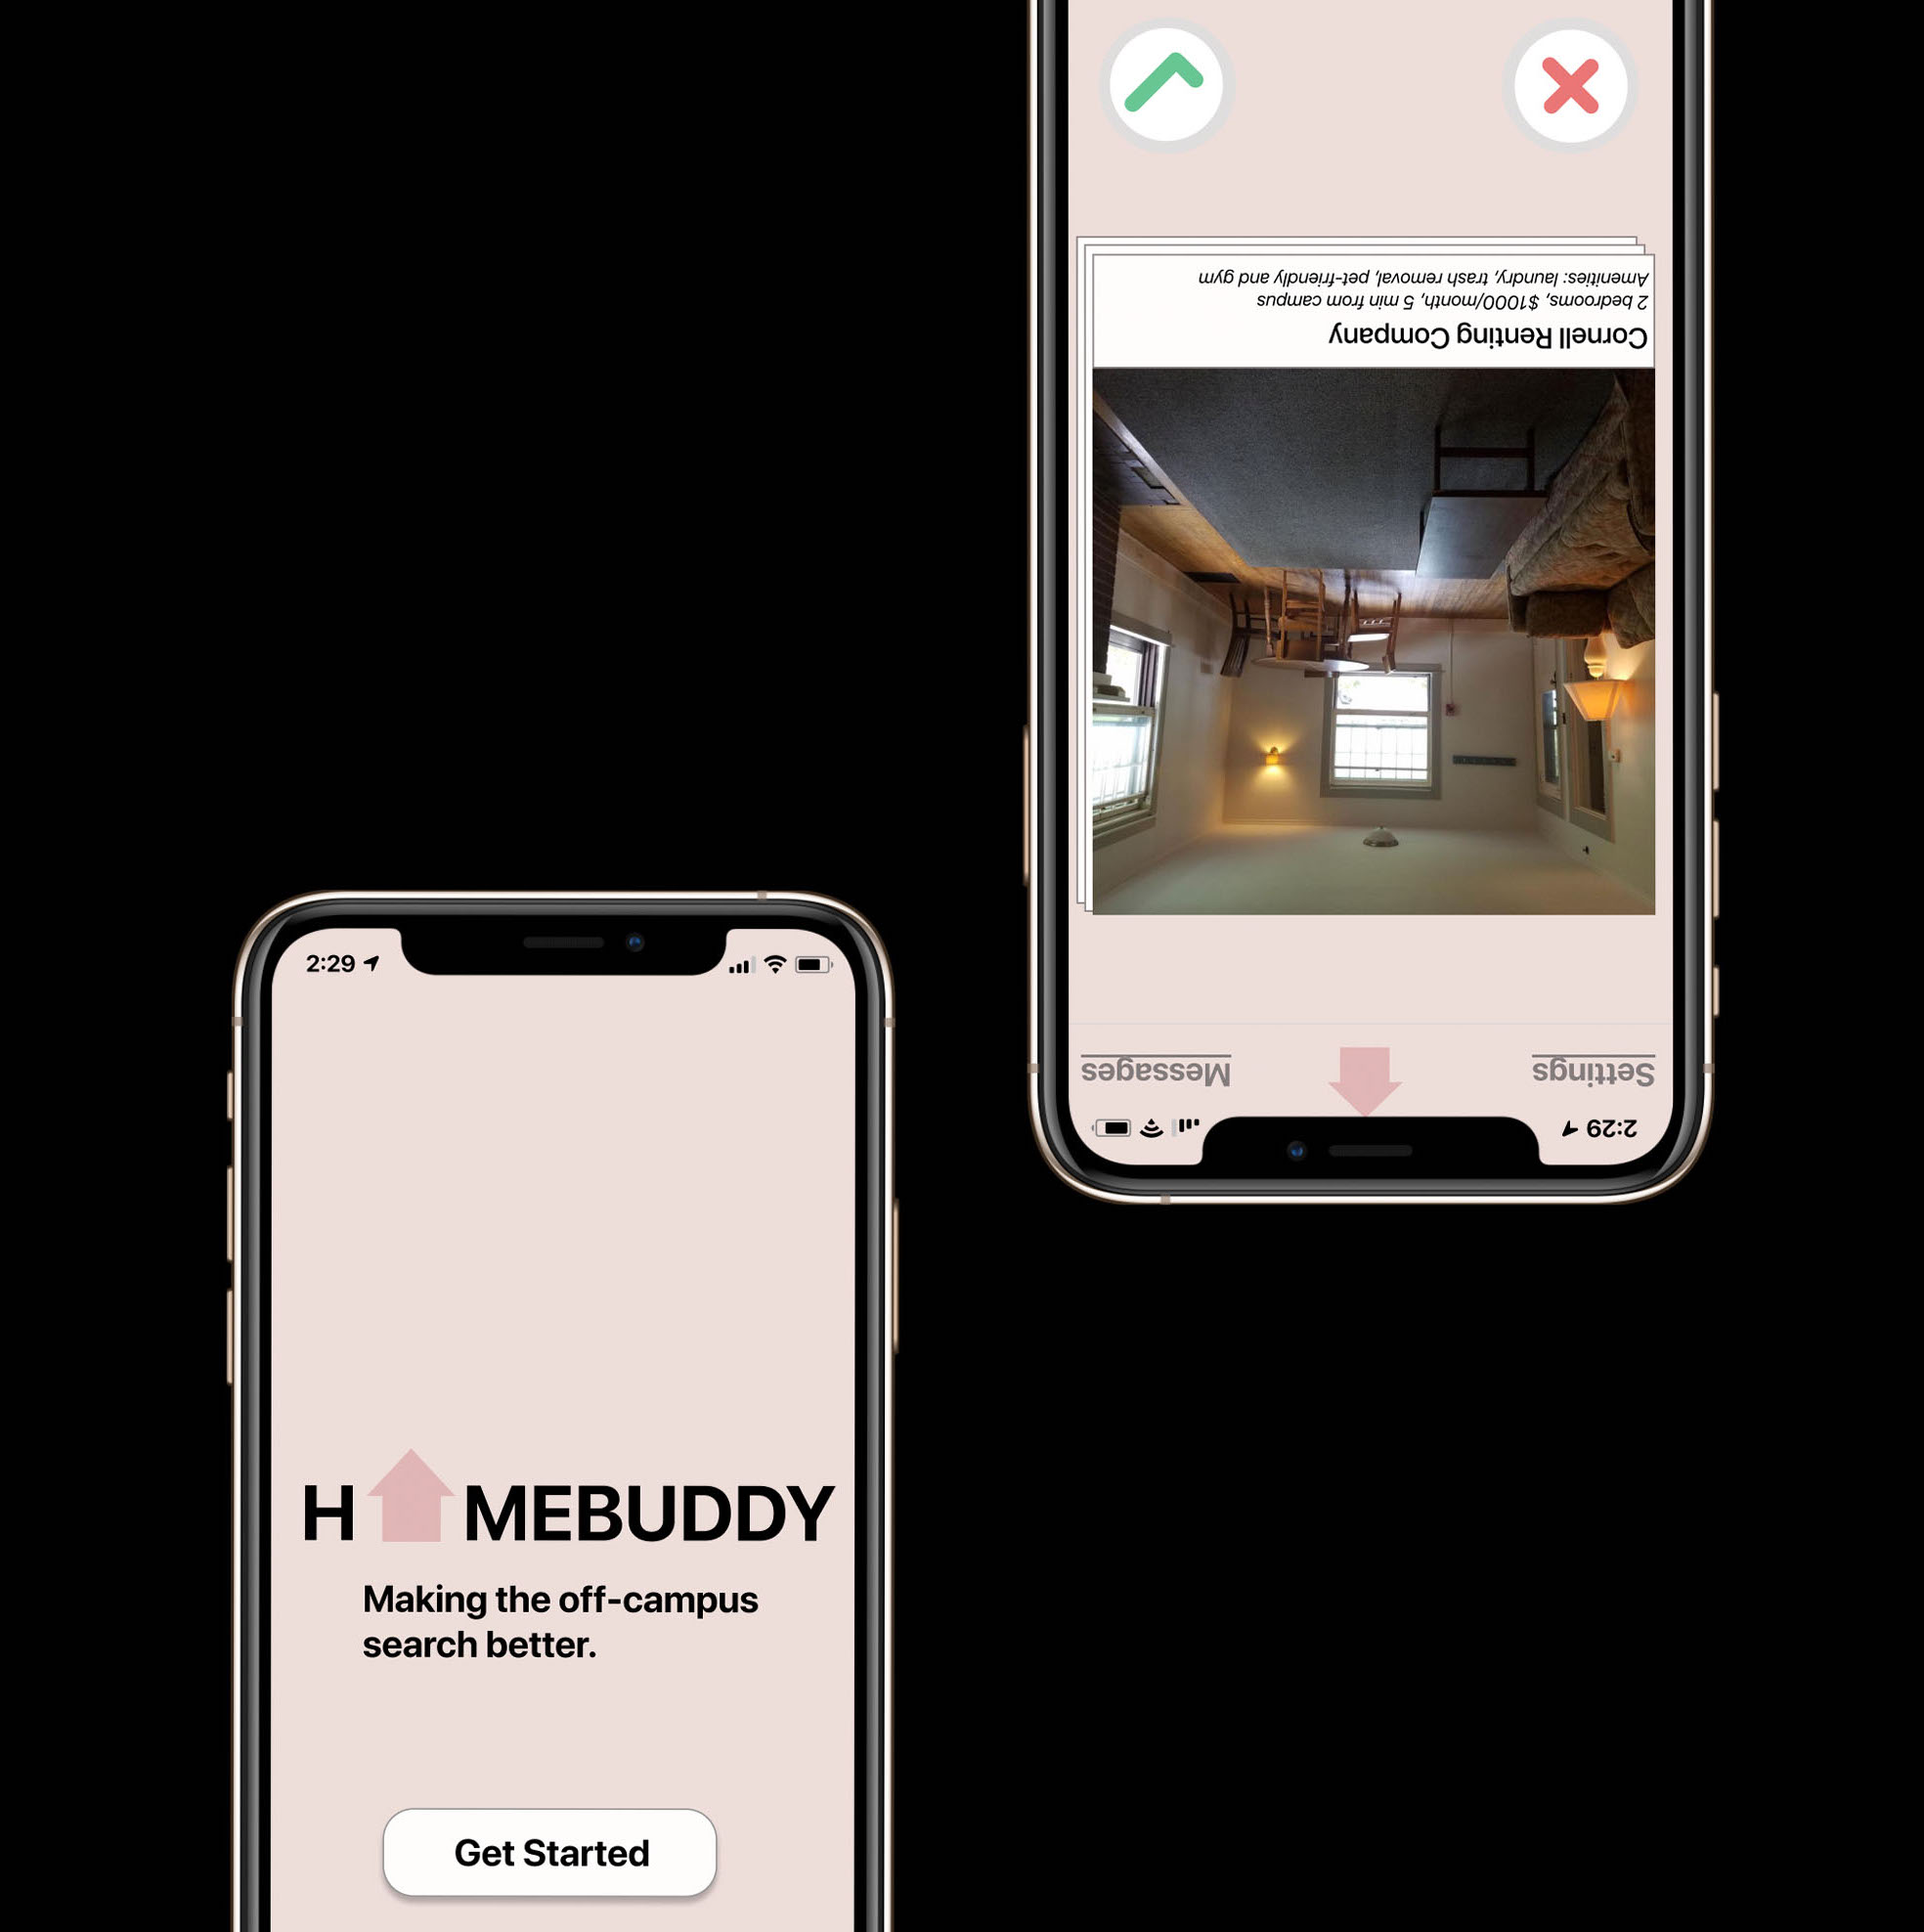 2:29
HOMEBUDDY
Making the off-campus
search better.
Get Started
2:29
Settings
Messages
Cornell Renting Company
2 bedrooms, $1000/month, 5 min from campus
Amenities: laundry, trash removal, pet-friendly and gym